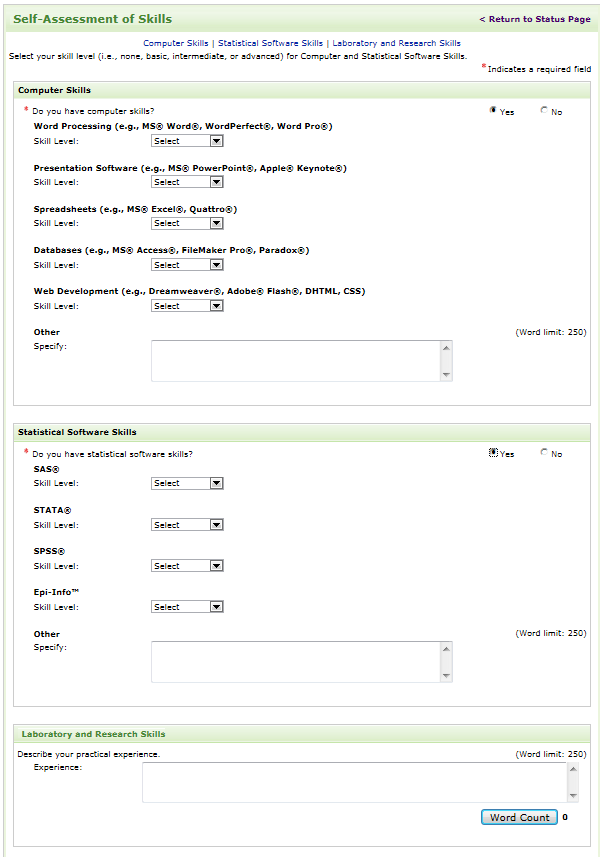 Self-Assessment of Skills < Return to Status Page
Computer Skills | Statistical Software Skills | Laboratory and Research Skills
Select your skill level (i.e., none, basic, intermediate, or advanced) for Computer and Statistical Software Skills.
* Indicates a required field
Computer Skills
* Do you have computer skills? Yes No
Word Processing (e.g., MS® Word®, WordPerfect®, Word Pro®)
Skill Level: Select
Presentation Software (e.g., MS® PowerPoint®, Apple® Keynote®)
Skill Level: Select
Spreadsheets (e.g., MS® Excel®, Quattro®)
Skill Level: Select
Databases (e.g., MS® Access®, FileMaker Pro®, Paradox®)
Skill Level: Select
Web Development (e.g., Dreamweaver®, Adobe® Flash®, DHTML, CSS)
Skill Level: Select
Other (Word limit: 250)
Specify:
Statistical Software Skills
* Do you have statistical software skills? Yes No
SAS®
Skill Level: Select
STATA®
Skill Level: Select
SPSS®
Skill Level: Select
Epi-Info™
Skill Level: Select
Other (Word limit: 250)
Specify:
Laboratory and Research Skills
Describe your practical experience. (Word limit: 250)
Experience:
Word Count 0